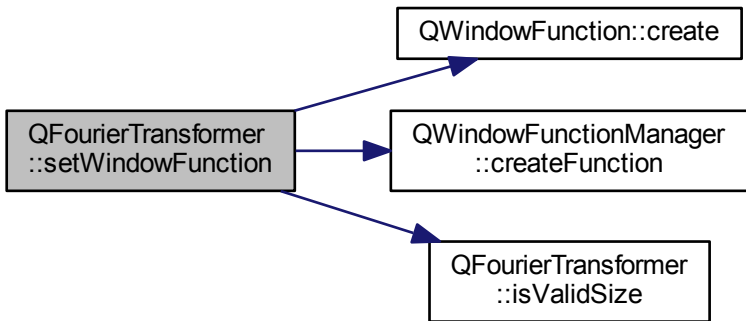 QWindowFunction::create
QFourierTransformer
::setWindowFunction
QWindowFunctionManager
::createFunction
QFourierTransformer
::isValidSize